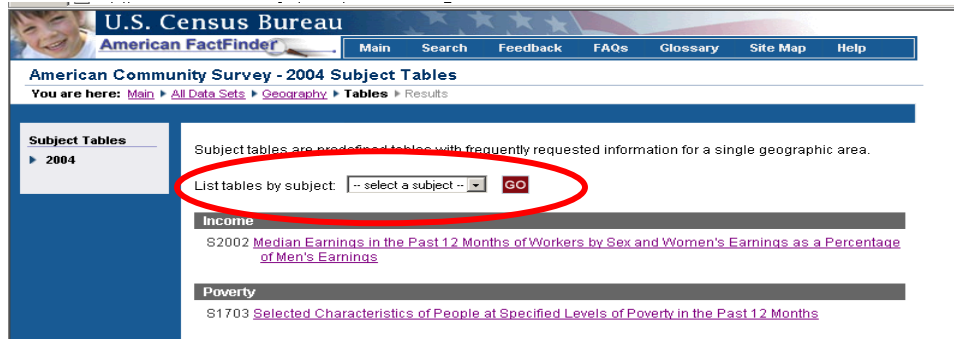 U.S. Census Bureau
American FactFinder
Main Search Feedback FAQs Glossary Site Map Help
American Community Survey - 2004 Subject Tables
You are here: Main ▶ All Data Sets ▶ Geography ▶ Tables ▶ Results
Subject Tables
▶ 2004
Subject tables are predefined tables with frequently requested information for a single geographic area.
List tables by subject: -- select a subject -- GO
Income
S2002 Median Earnings in the Past 12 Months of Workers by Sex and Women's Earnings as a Percentage
of Men's Earnings
Poverty
S1703 Selected Characteristics of People at Specified Levels of Poverty in the Past 12 Months